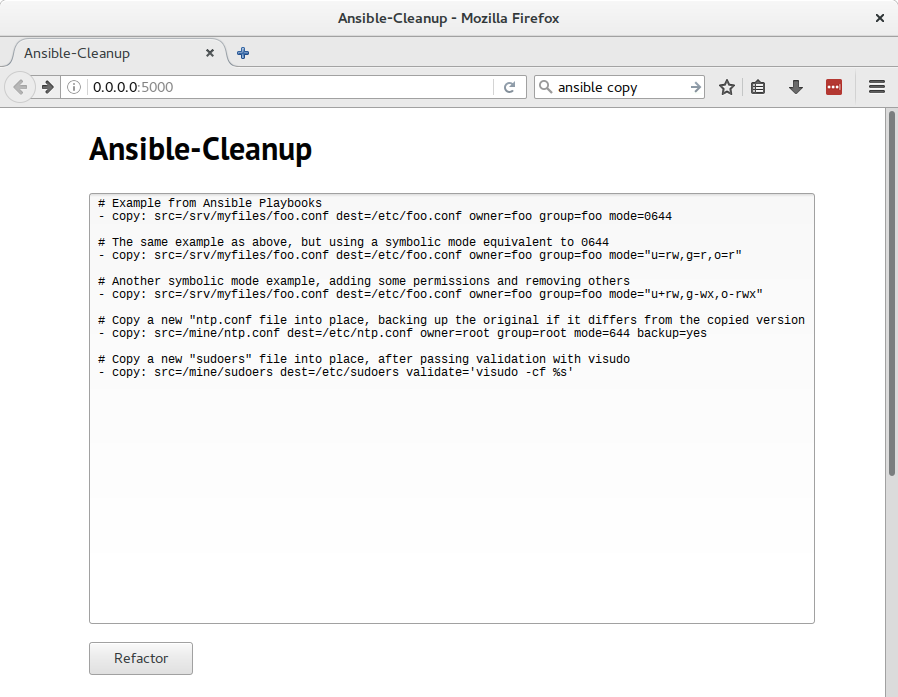 Ansible-Cleanup - Mozilla Firefox
Ansible-Cleanup
0.0.0.0:5000
ansible copy
Ansible-Cleanup
# Example from Ansible Playbooks
- copy: src=/srv/myfiles/foo.conf dest=/etc/foo.conf owner=foo group=foo mode=0644
# The same example as above, but using a symbolic mode equivalent to 0644
- copy: src=/srv/myfiles/foo.conf dest=/etc/foo.conf owner=foo group=foo mode="u=rw,g=r,o=r"
# Another symbolic mode example, adding some permissions and removing others
- copy: src=/srv/myfiles/foo.conf dest=/etc/foo.conf owner=foo group=foo mode="u+rw,g-wx,o-rwx"
# Copy a new "ntp.conf file into place, backing up the original if it differs from the copied version
- copy: src=/mine/ntp.conf dest=/etc/ntp.conf owner=root group=root mode=644 backup=yes
# Copy a new "sudoers" file into place, after passing validation with visudo
- copy: src=/mine/sudoers dest=/etc/sudoers validate='visudo -cf %s'
Refactor